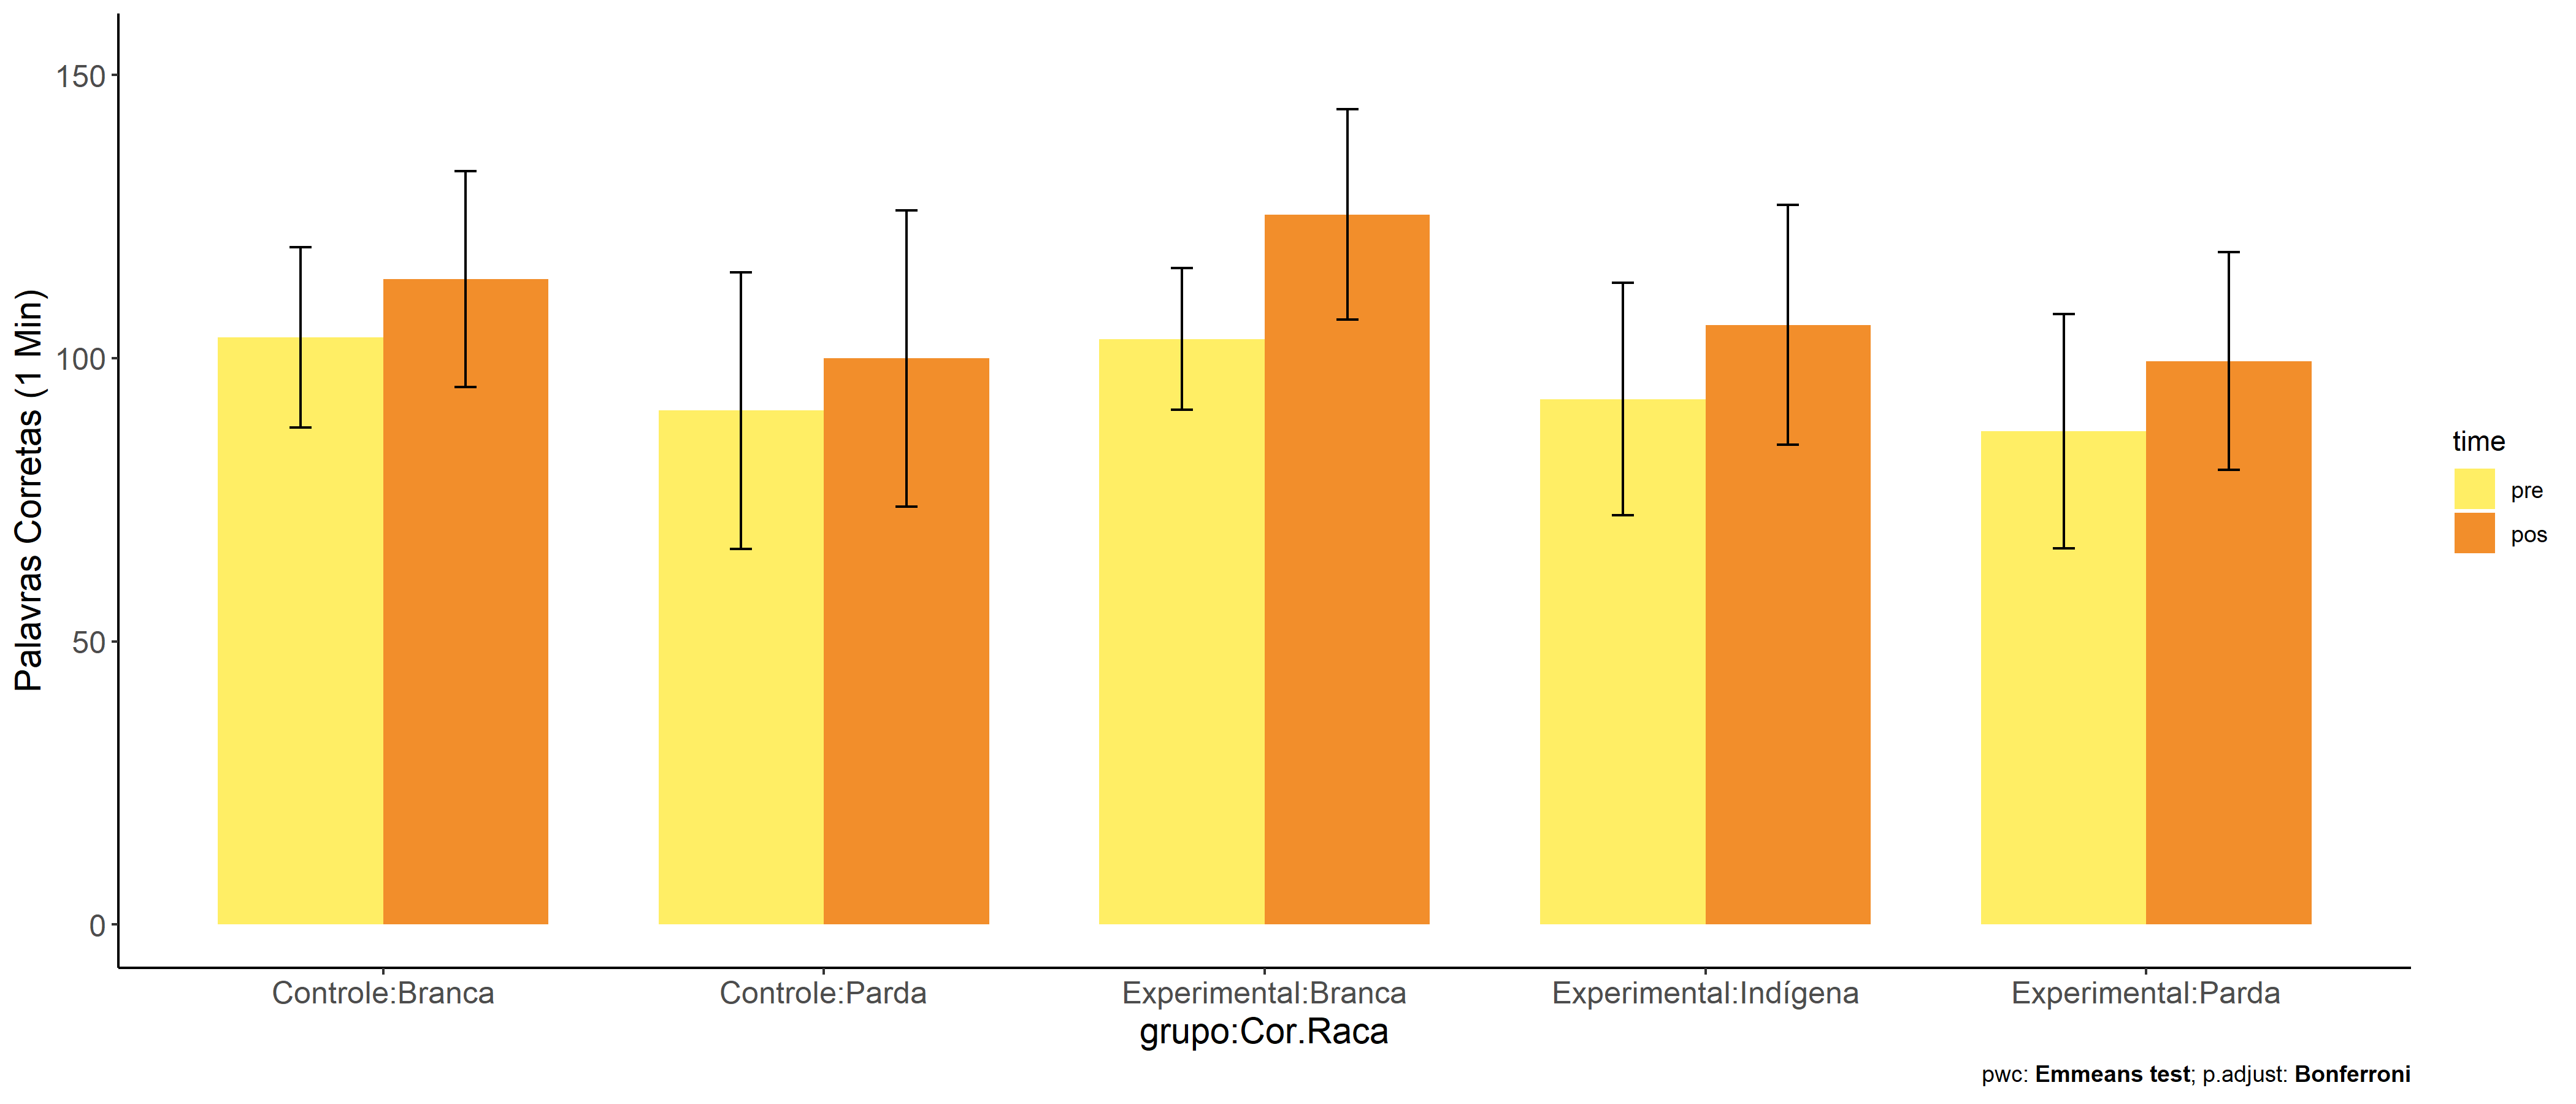 Palavras Corretas (1 Min)
150
100
50
0
Controle:Branca
Controle:Parda
Experimental:Branca
Experimental:Indígena
Experimental:Parda
grupo:Cor.Raca
time
pre
pos
pwc: Emmeans test; p.adjust: Bonferroni